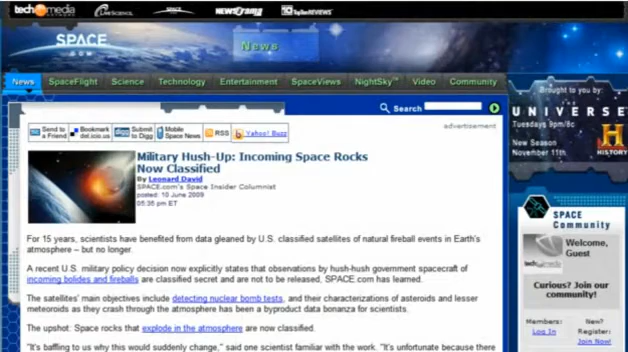 techmedia
NETWORK
LIVESCIENCE
SPACE
.COM
NEWSrama
TopTenREVIEWS
SPACE
.COM
News
News SpaceFlight Science Technology Entertainment SpaceViews NightSky™ Video Community
Search
advertisement
Send to
a Friend
Bookmark
del.icio.us
Submit
to Digg
Mobile
Space News
RSS
Yahoo! Buzz
Military Hush-Up: Incoming Space Rocks
Now Classified
By Leonard David
SPACE.com's Space Insider Columnist
posted: 10 June 2009
05:35 pm ET
For 15 years, scientists have benefited from data gleaned by U.S. classified satellites of natural fireball events in Earth's
atmosphere – but no longer.
A recent U.S. military policy decision now explicitly states that observations by hush-hush government spacecraft of
incoming bolides and fireballs are classified secret and are not to be released, SPACE.com has learned.
The satellites' main objectives include detecting nuclear bomb tests, and their characterizations of asteroids and lesser
meteoroids as they crash through the atmosphere has been a byproduct data bonanza for scientists.
The upshot: Space rocks that explode in the atmosphere are now classified.
"It's baffling to us why this would suddenly change," said one scientist familiar with the work. "It's unfortunate because there
Brought to you by:
UNIVERSE
Tuesdays 9pm/8c
New Season
November 11th
H
HISTORY
SPACE
Community
Welcome,
Guest
techmedia
Curious? Join our
community!
Members:
Log In
New?
Register:
Join Now!